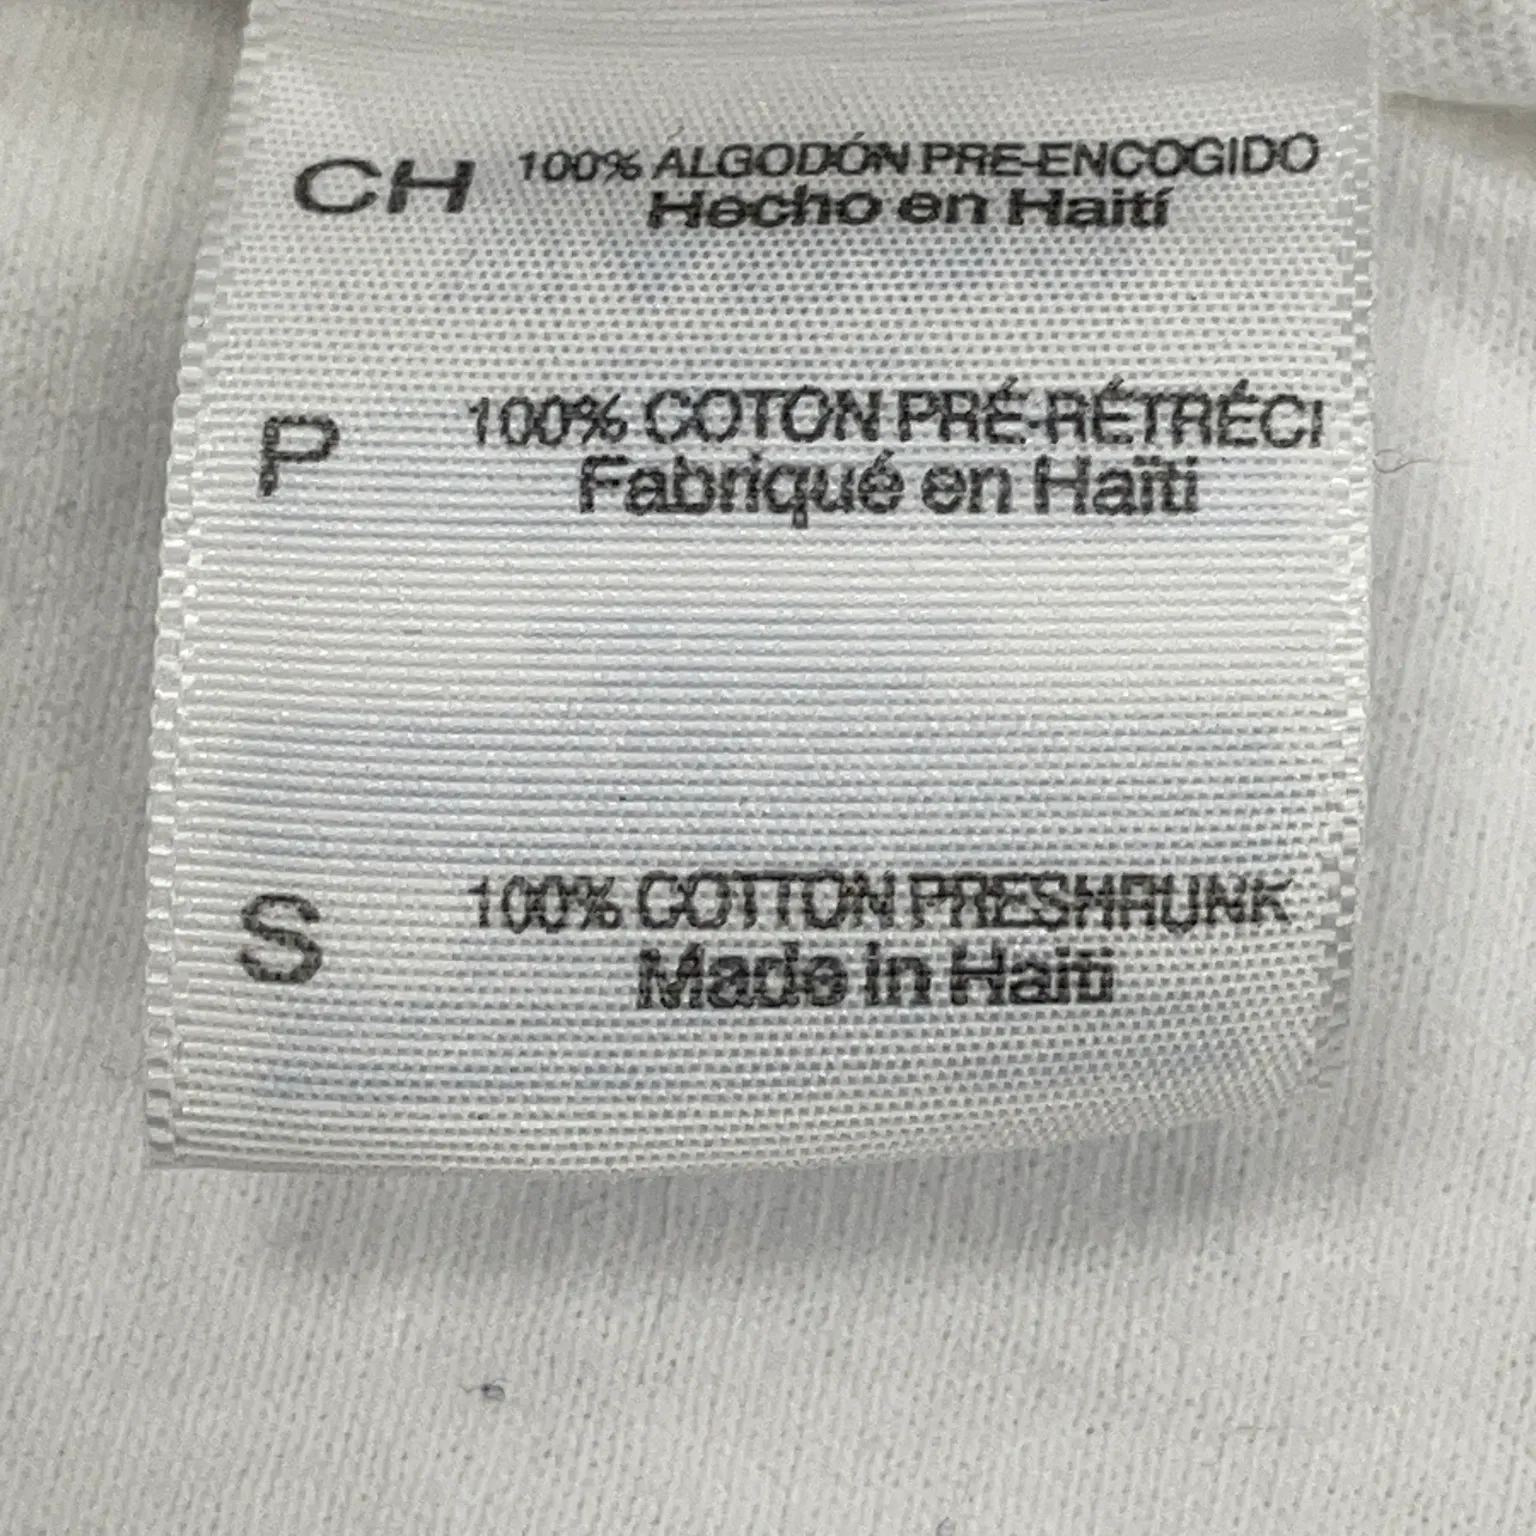 CH 100% ALGODÓN PRE-ENCOGIDO
Hecho en Haití
P 100% COTON PRÉ-RÉTRÉCI
Fabriqué en Haïti
S 100% COTTON PRESHRUNK
Made in Haiti